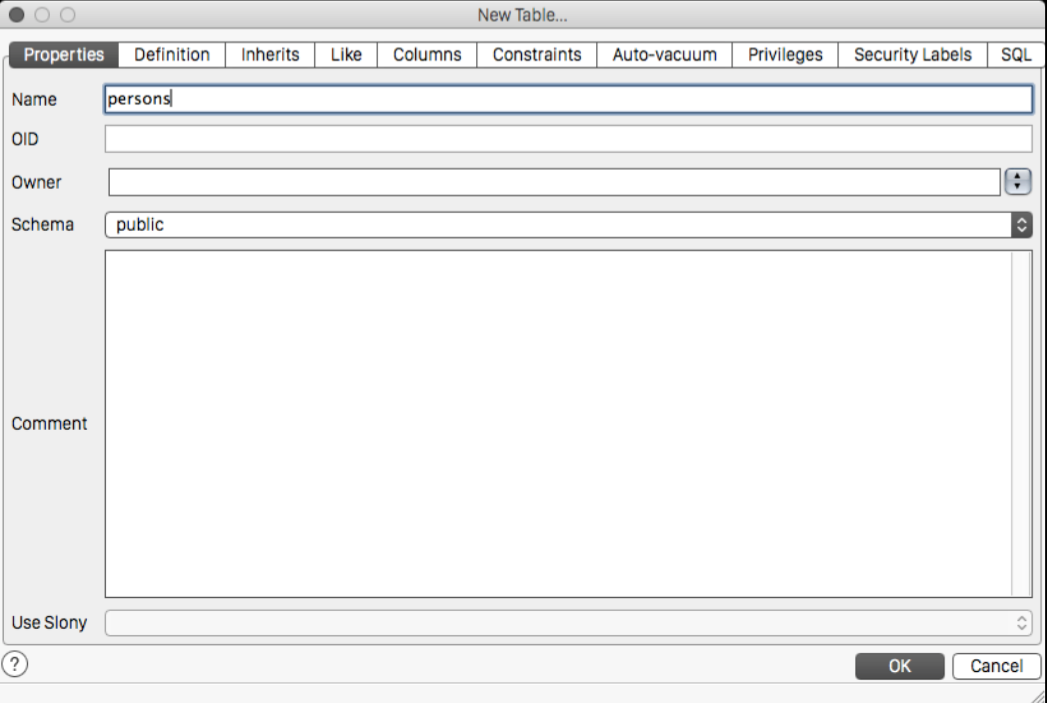 New Table...
Properties Definition Inherits Like Columns Constraints Auto-vacuum Privileges Security Labels SQL
Name persons
OID
Owner
Schema public
Comment
Use Slony
? OK Cancel